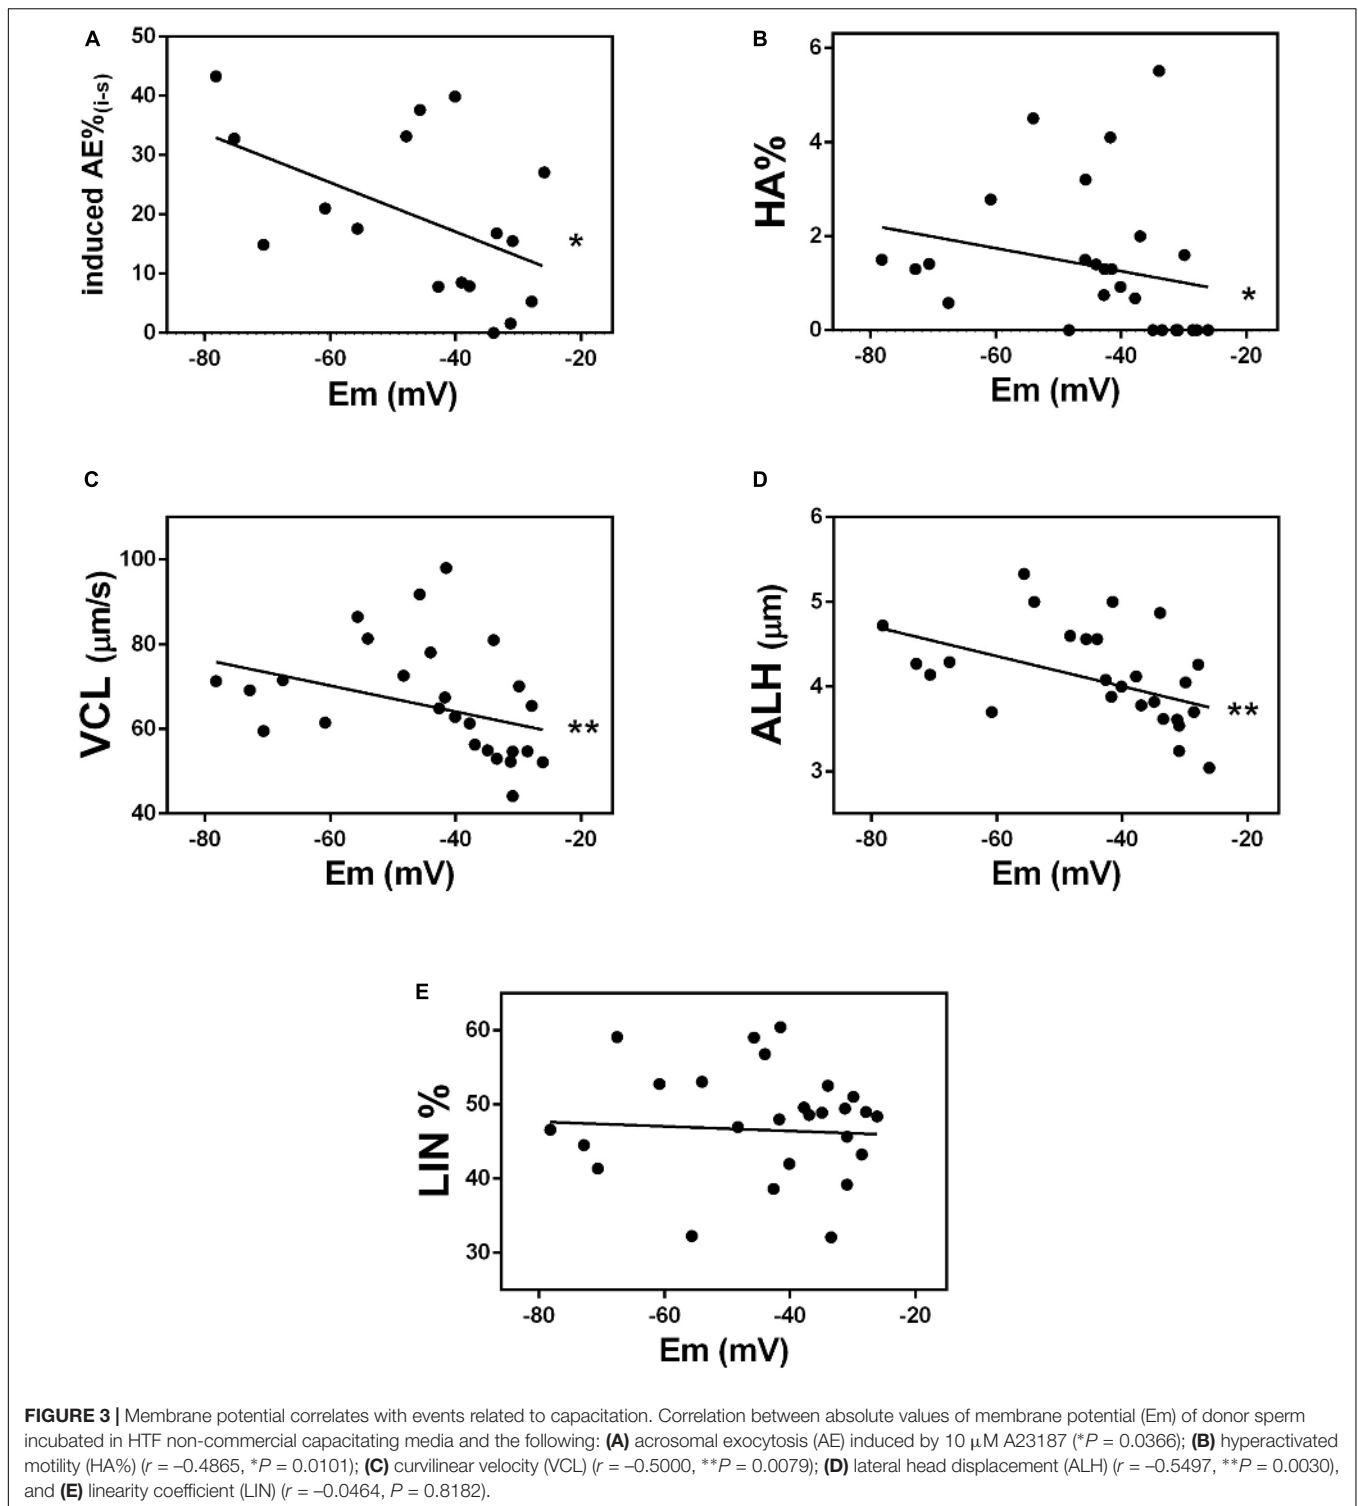 A
50
40
30
20
10
0
induced AE%(i-s)
*
-80 -60 -40 -20
Em (mV)
B
6
4
2
0
HA%
*
-80 -60 -40 -20
Em (mV)
C
100
80
60
40
VCL (μm/s)
**
-80 -60 -40 -20
Em (mV)
D
6
5
4
3
ALH (μm)
**
-80 -60 -40 -20
Em (mV)
E
60
50
40
30
LIN %
-80 -60 -40 -20
Em (mV)
FIGURE 3 | Membrane potential correlates with events related to capacitation. Correlation between absolute values of membrane potential (Em) of donor sperm
incubated in HTF non-commercial capacitating media and the following: (A) acrosomal exocytosis (AE) induced by 10 μM A23187 (*P = 0.0366); (B) hyperactivated
motility (HA%) (r = –0.4865, *P = 0.0101); (C) curvilinear velocity (VCL) (r = –0.5000, **P = 0.0079); (D) lateral head displacement (ALH) (r = –0.5497, **P = 0.0030),
and (E) linearity coefficient (LIN) (r = –0.0464, P = 0.8182).